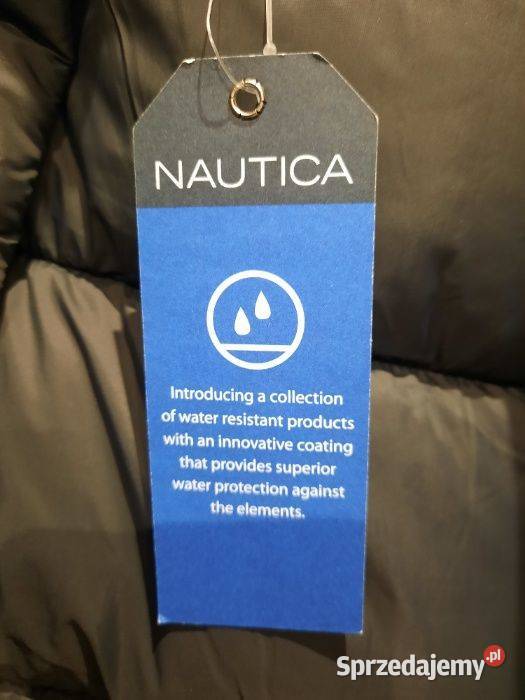 NAUTICA
Introducing a collection
of water resistant products
with an innovative coating
that provides superior
water protection against
the elements.
Sprzedajemy.pl